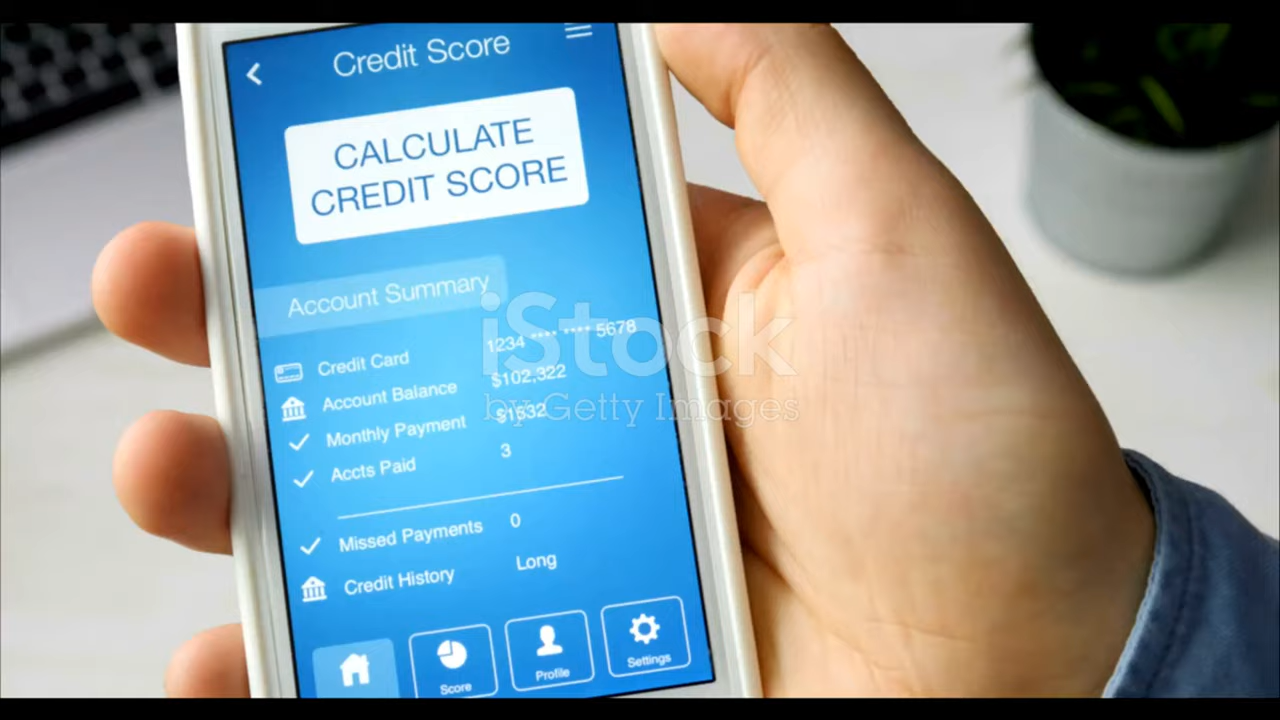 Credit Score
CALCULATE
CREDIT SCORE
Account Summary
Credit Card 1234 •••• •••• 5678
Account Balance $102,322
Monthly Payment $1632
Accts Paid 3
Missed Payments 0
Credit History Long
Score Profile Settings
iStock
by Getty Images